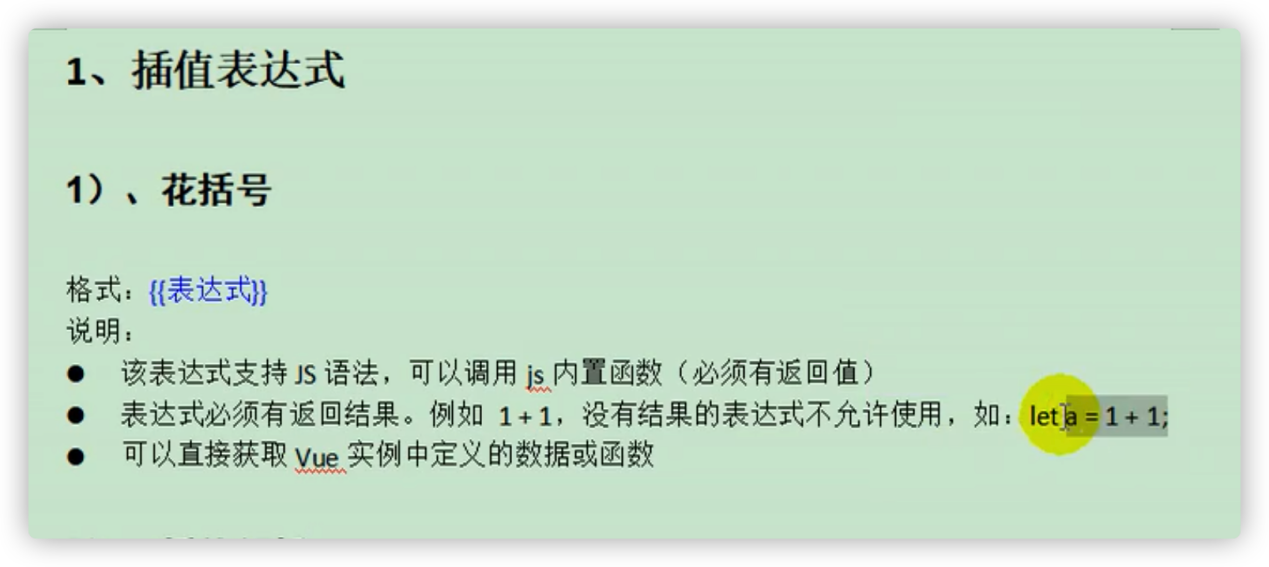 1、插值表达式
1）、花括号
格式：{{表达式}}
说明：
● 该表达式支持 JS 语法，可以调用 js 内置函数（必须有返回值）
● 表达式必须有返回结果。例如 1 + 1，没有结果的表达式不允许使用，如：let a = 1 + 1;
● 可以直接获取 Vue 实例中定义的数据或函数